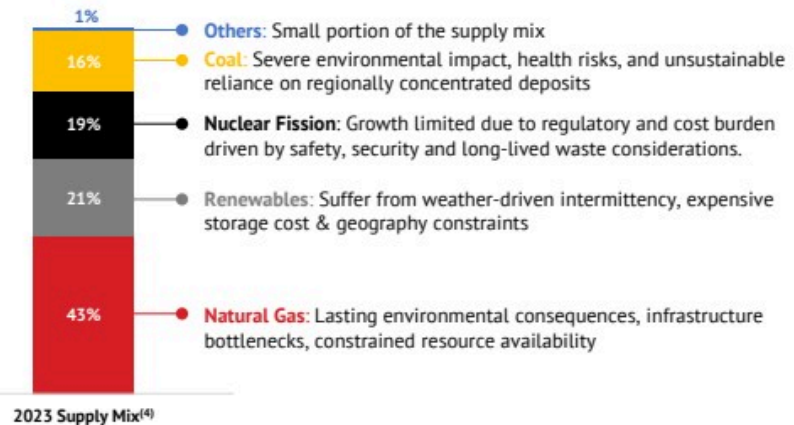 1%
Others: Small portion of the supply mix
16%
Coal: Severe environmental impact, health risks, and unsustainable
reliance on regionally concentrated deposits
19%
Nuclear Fission: Growth limited due to regulatory and cost burden
driven by safety, security and long-lived waste considerations.
21%
Renewables: Suffer from weather-driven intermittency, expensive
storage cost & geography constraints
43%
Natural Gas: Lasting environmental consequences, infrastructure
bottlenecks, constrained resource availability
2023 Supply Mix(4)